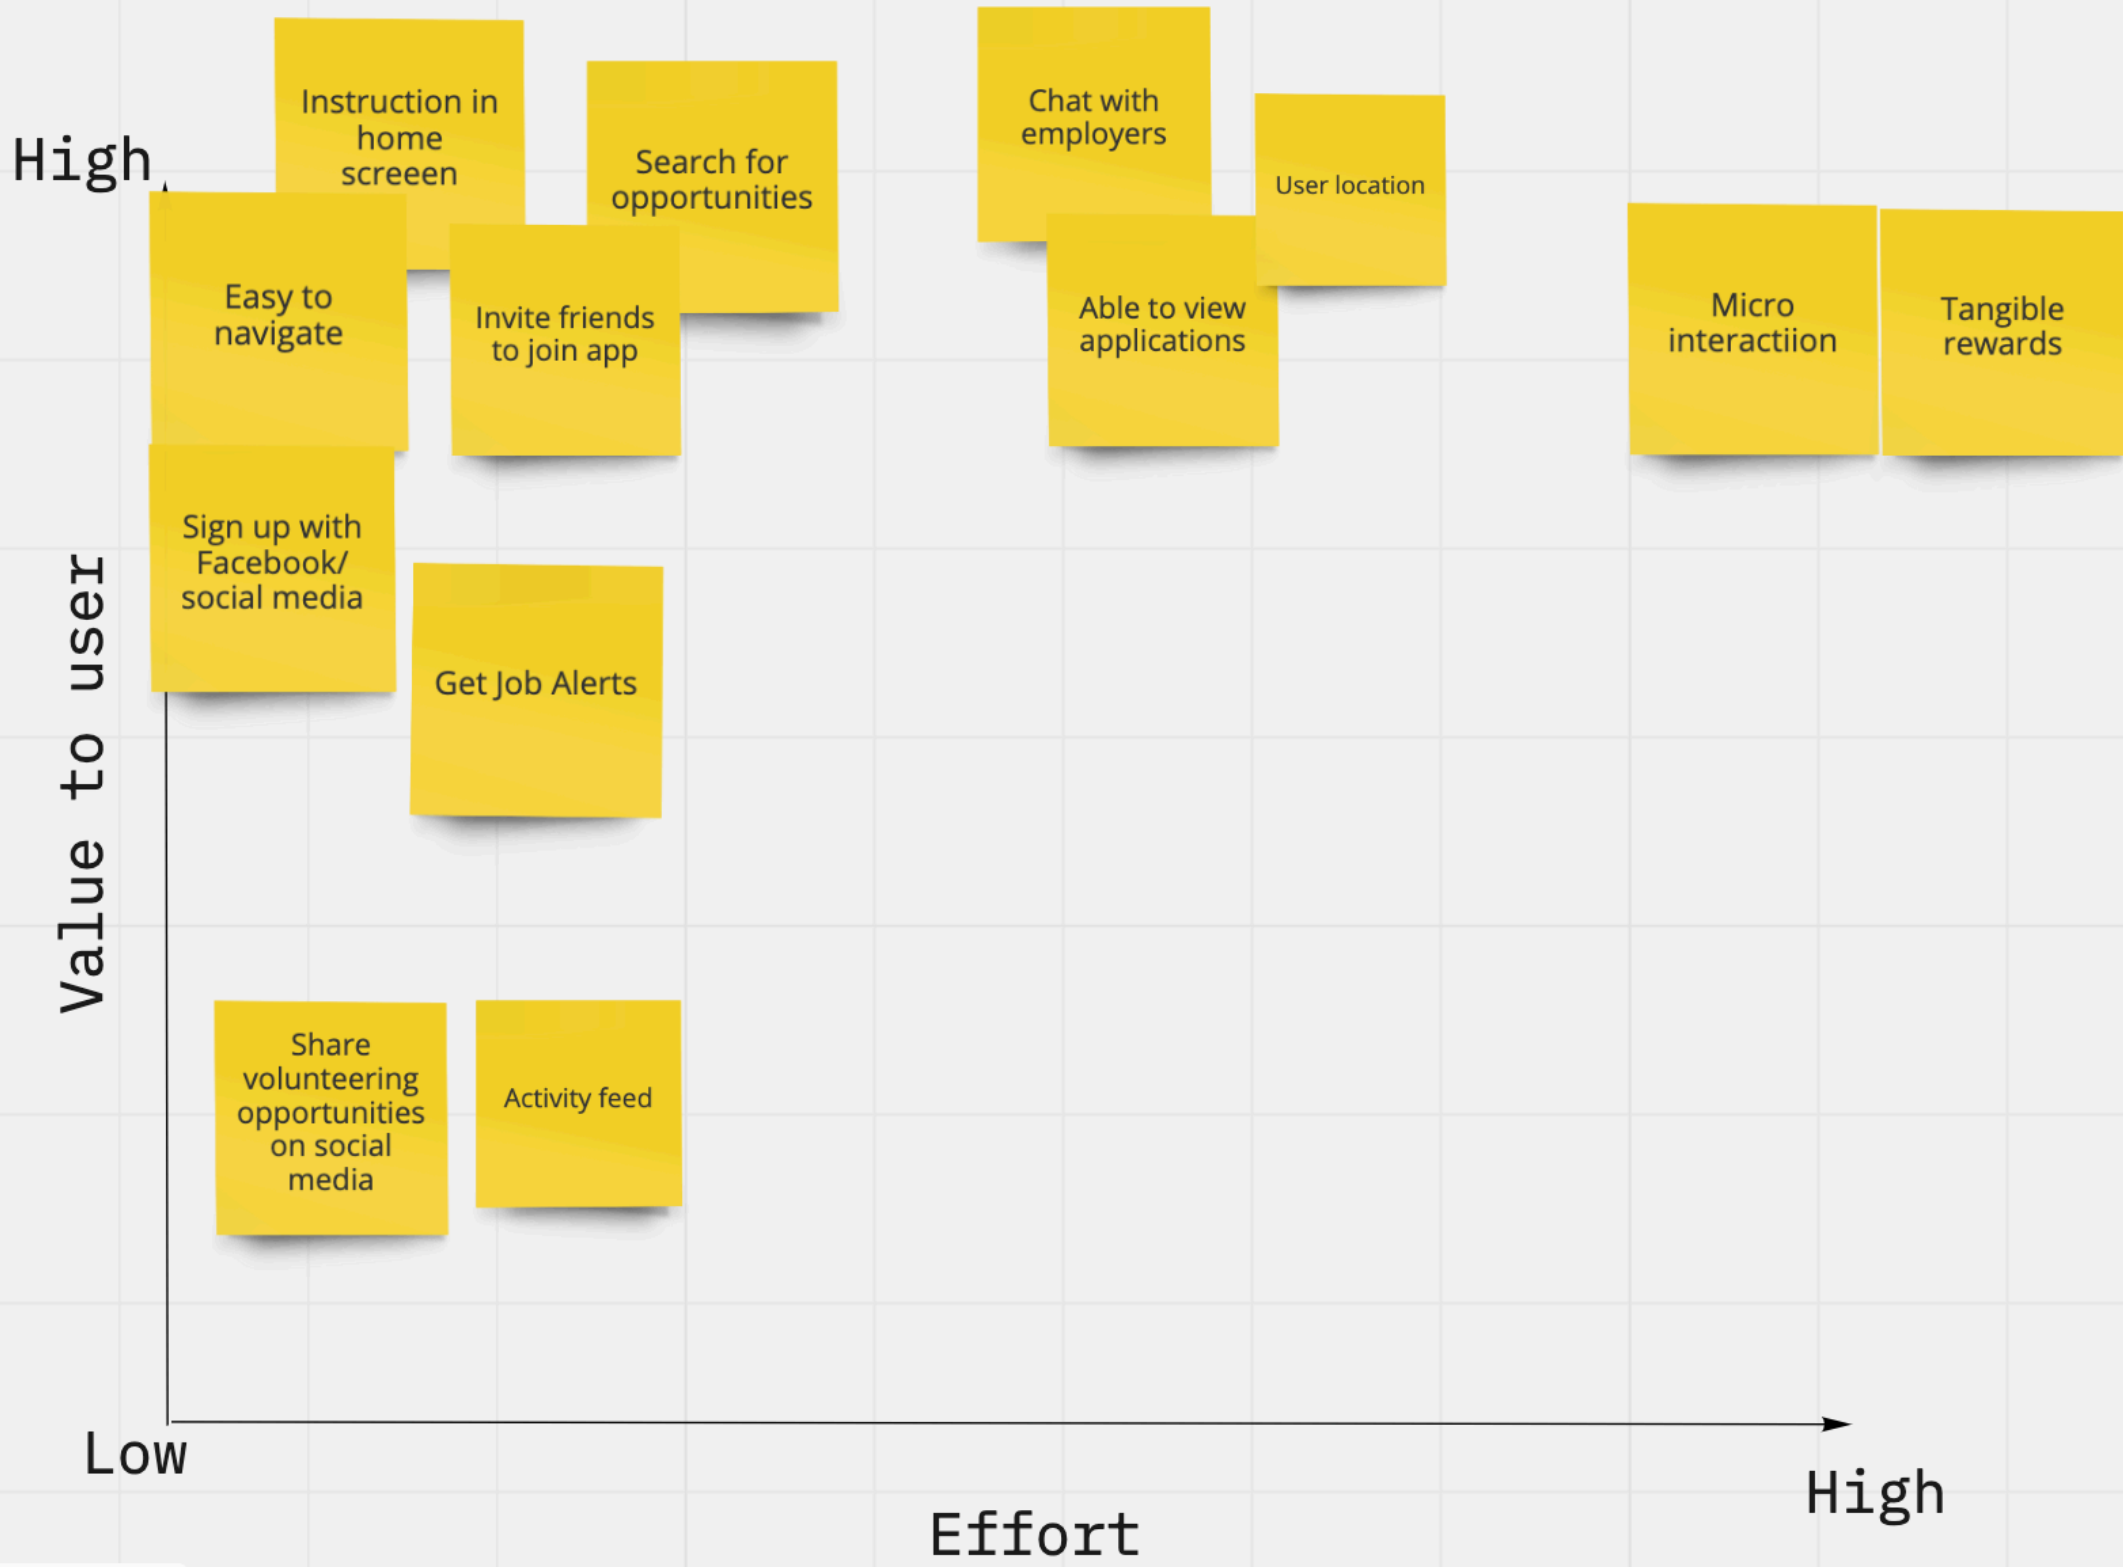 High
Instruction in
home
screeen
Search for
opportunities
Chat with
employers
User location
Easy to
navigate
Invite friends
to join app
Able to view
applications
Micro
interactiion
Tangible
rewards
Sign up with
Facebook/
social media
Get Job Alerts
Value to user
Share
volunteering
opportunities
on social
media
Activity feed
Low
High
Effort